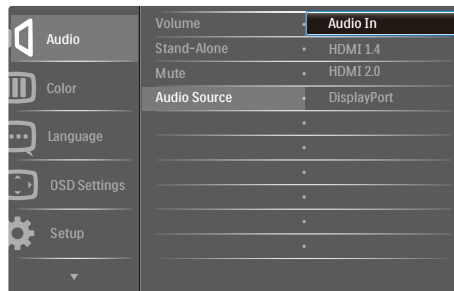 Audio
Color
Language
OSD Settings
Setup
Volume
Stand-Alone
Mute
Audio Source
Audio In
HDMI 1.4
HDMI 2.0
DisplayPort